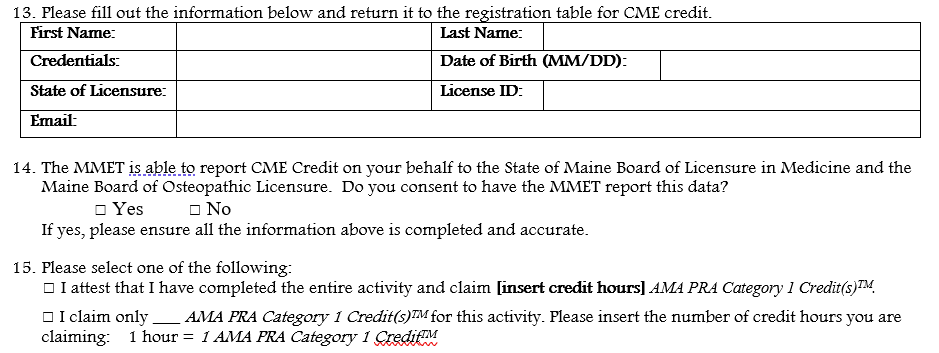 13. Please fill out the information below and return it to the registration table for CME credit.
First Name: Last Name:
Credentials: Date of Birth (MM/DD):
State of Licensure: License ID:
Email:
14. The MMET is able to report CME Credit on your behalf to the State of Maine Board of Licensure in Medicine and the
Maine Board of Osteopathic Licensure. Do you consent to have the MMET report this data?
□ Yes □ No
If yes, please ensure all the information above is completed and accurate.
15. Please select one of the following:
□ I attest that I have completed the entire activity and claim [insert credit hours] AMA PRA Category 1 Credit(s)™.
□ I claim only ___ AMA PRA Category 1 Credit(s)™ for this activity. Please insert the number of credit hours you are
claiming: 1 hour = 1 AMA PRA Category 1 Credit™